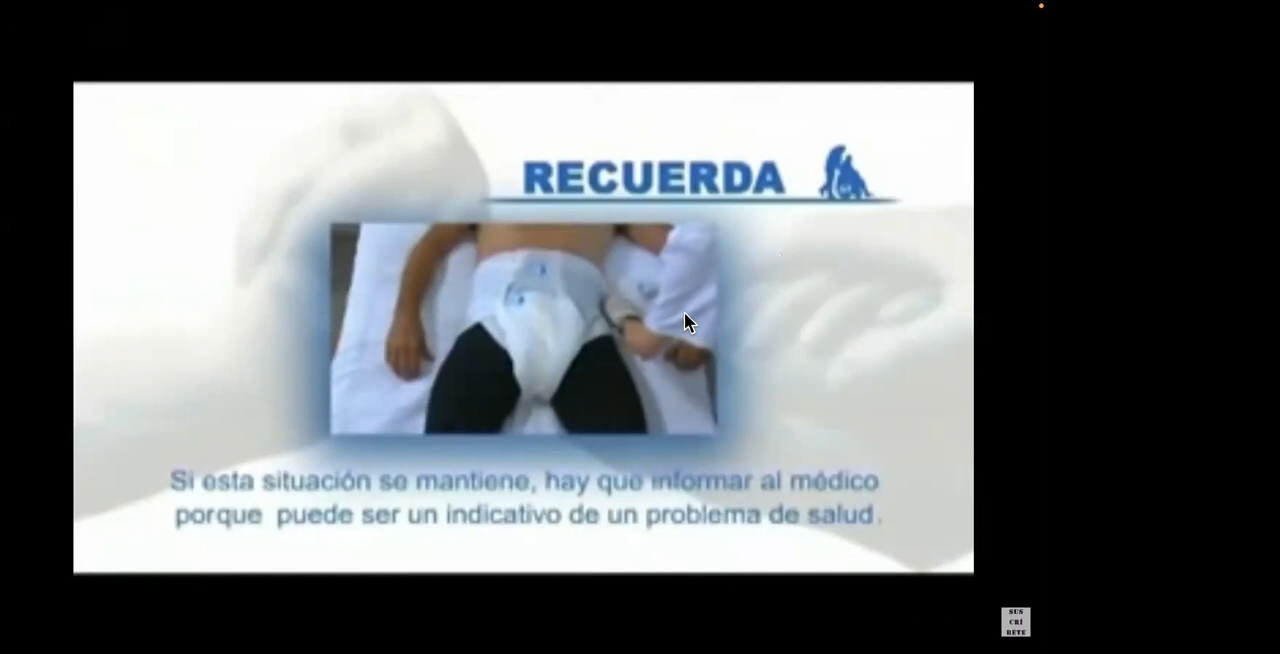 RECUERDA
Si esta situación se mantiene, hay que informar al médico
porque puede ser un indicativo de un problema de salud.
SUS
CRÍ
BETE